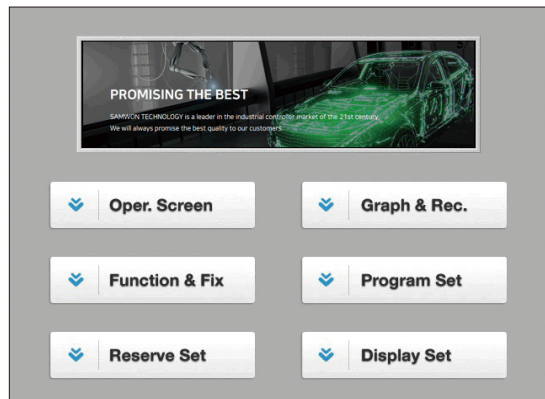 PROMISING THE BEST
SAMWON TECHNOLOGY is a leader in the industrial controller market of the 21st century.
We will always promise the best quality to our customers.
Oper. Screen
Graph & Rec.
Function & Fix
Program Set
Reserve Set
Display Set